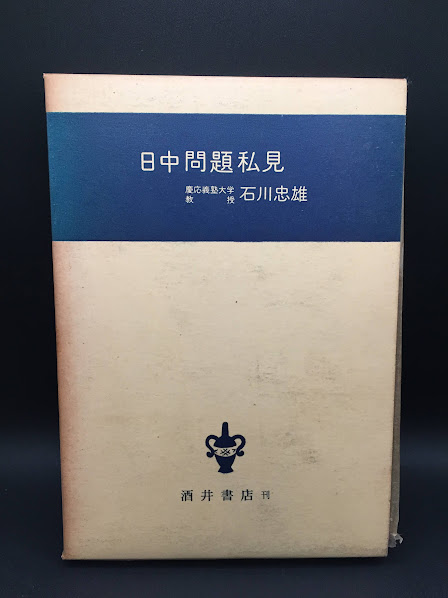 日中問題私見
慶応義塾大学
教授 石川忠雄
酒井書店 刊